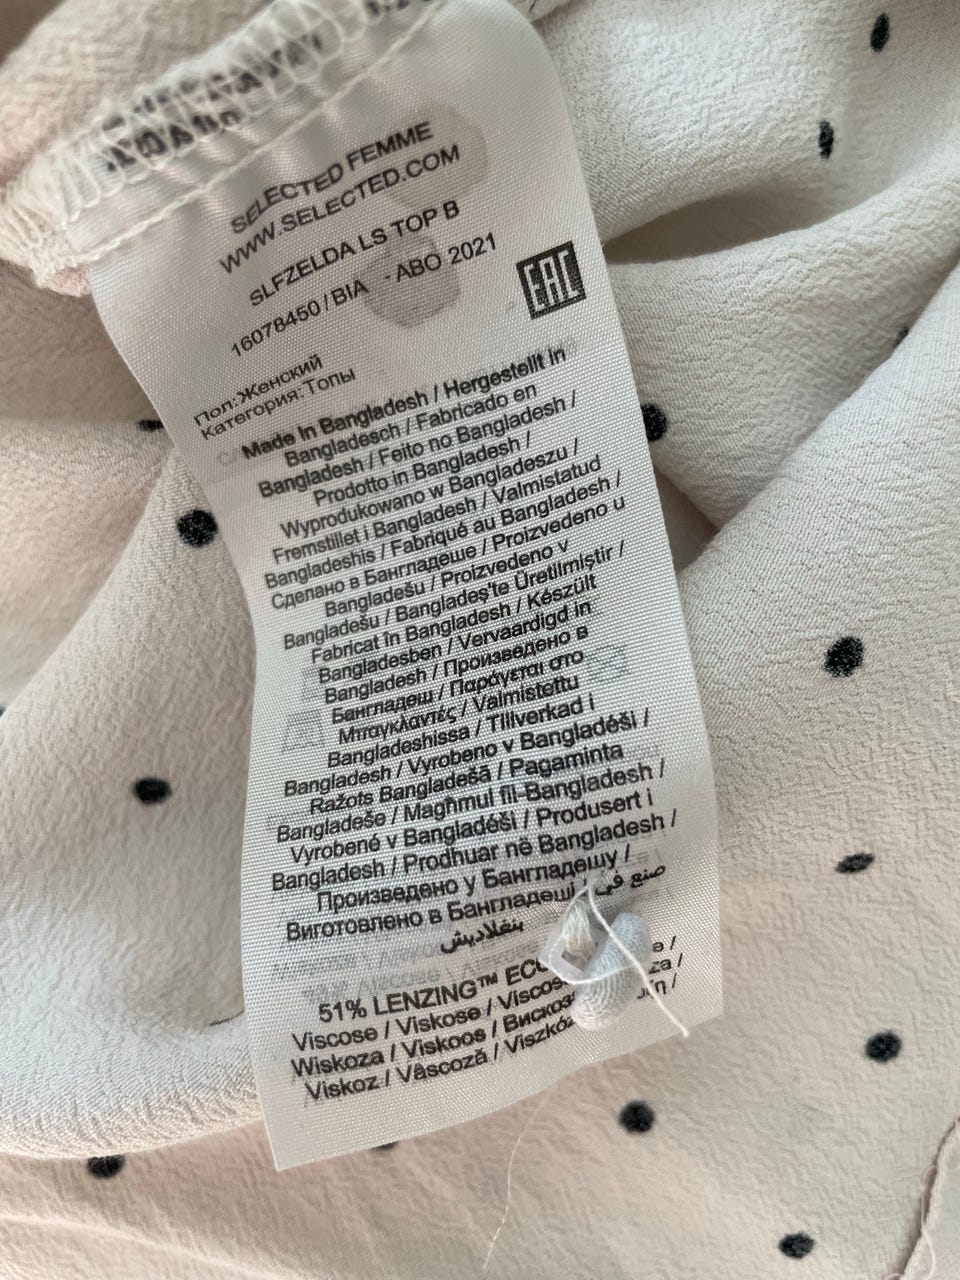 SELECTED FEMME
WWW.SELECTED.COM
SLFZELDA LS TOP B
16078450 / BIA - ABO 2021
EAC
Пол:Женский
Категория:Топы
Made in Bangladesh / Hergestellt in
Bangladesch / Fabricado en
Bangladesh / Feito no Bangladesh /
Prodotto in Bangladesh /
Wyprodukowano w Bangladeszu /
Fremstillet i Bangladesh / Valmistatud
Bangladeshis / Fabriqué au Bangladesh /
Сделано в Бангладеше / Proizvedeno u
Bangladešu / Proizvedeno v
Bangladešu / Bangladeş'te Üretilmiştir /
Fabricat în Bangladesh / Készült
Bangladesben / Vervaardigd in
Bangladesh / Произведено в
Бангладеш / Παράγεται στο
Μπαγκλαντές / Valmistettu
Bangladeshissa / Tillverkad i
Bangladesh / Vyrobeno v Bangladéši /
Ražots Bangladešā / Pagaminta
Bangladeše / Magħmul fil-Bangladesh /
Vyrobené v Bangladéši / Produsert i
Bangladesh / Prodhuar në Bangladesh /
Произведено у Бангладешу /
Виготовлено в Бангладеші / صنع في
بنغلاديش
51% LENZING™
Viscose / Viskose /
Wiskoza / Viskoos /
Viskoz / Vâscoză /